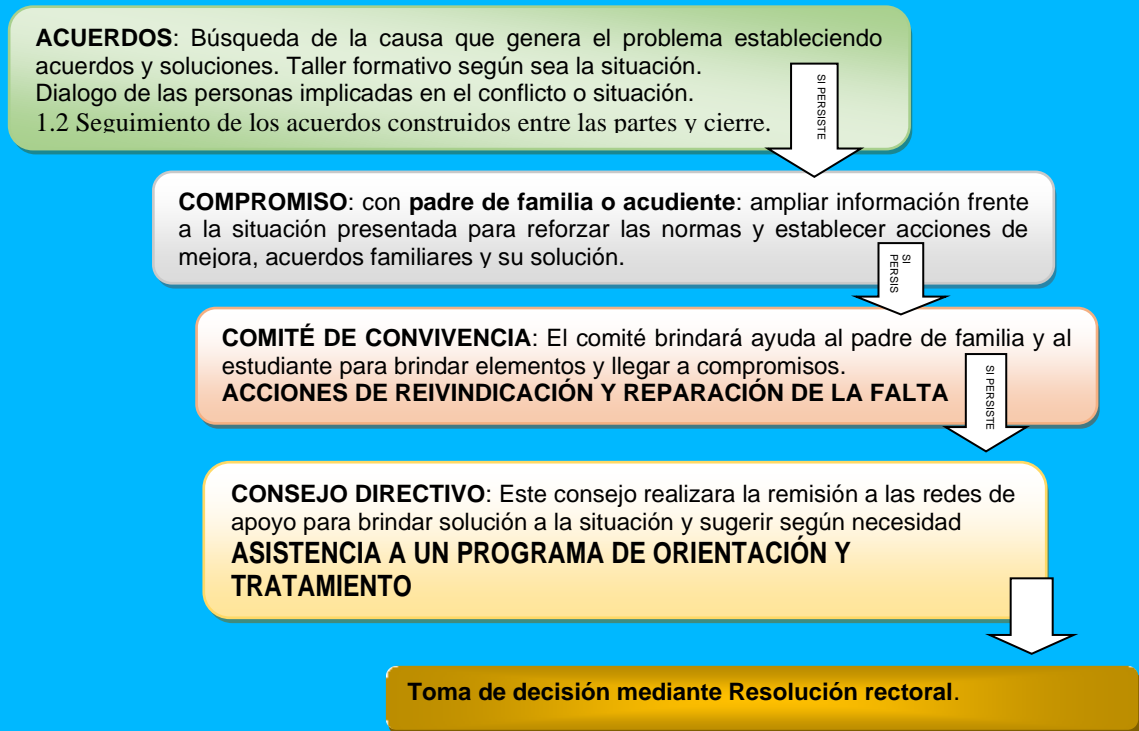 ACUERDOS: Búsqueda de la causa que genera el problema estableciendo
acuerdos y soluciones. Taller formativo según sea la situación.
Dialogo de las personas implicadas en el conflicto o situación.
1.2 Seguimiento de los acuerdos construidos entre las partes y cierre.
SI PERSISTE
COMPROMISO: con padre de familia o acudiente: ampliar información frente
a la situación presentada para reforzar las normas y establecer acciones de
mejora, acuerdos familiares y su solución.
SI
PERSIS
COMITÉ DE CONVIVENCIA: El comité brindará ayuda al padre de familia y al
estudiante para brindar elementos y llegar a compromisos.
ACCIONES DE REIVINDICACIÓN Y REPARACIÓN DE LA FALTA
SI PERSISTE
CONSEJO DIRECTIVO: Este consejo realizara la remisión a las redes de
apoyo para brindar solución a la situación y sugerir según necesidad
ASISTENCIA A UN PROGRAMA DE ORIENTACIÓN Y
TRATAMIENTO
Toma de decisión mediante Resolución rectoral.